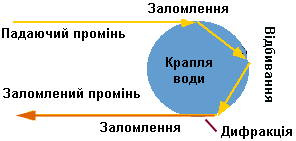 Заломлення
Падаючий промінь
Відбивання
Крапля
води
Заломлений промінь
Заломлення
Дифракція